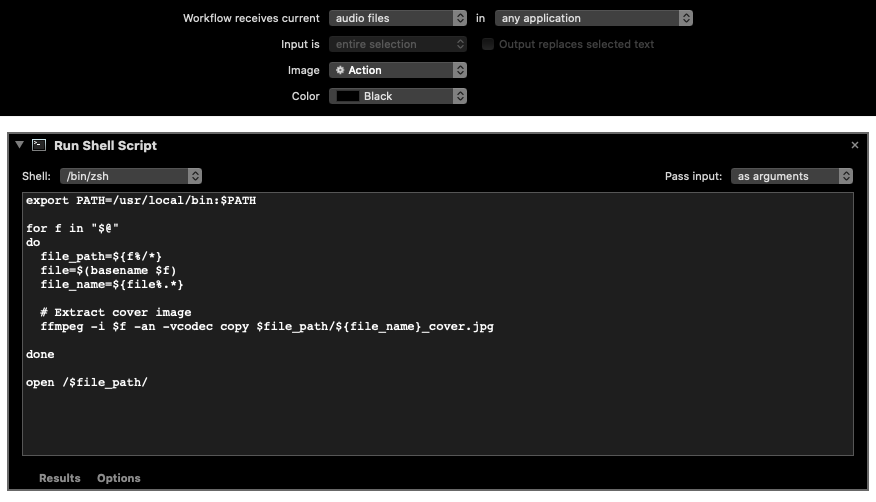 Workflow receives current audio files in any application
Input is entire selection Output replaces selected text
Image Action
Color Black
Run Shell Script
Shell: /bin/zsh Pass input: as arguments
export PATH=/usr/local/bin:$PATH
for f in "$@"
do
file_path=${f%/*}
file=$(basename $f)
file_name=${file%.*}
# Extract cover image
ffmpeg -i $f -an -vcodec copy $file_path/${file_name}_cover.jpg
done
open /$file_path/
Results Options